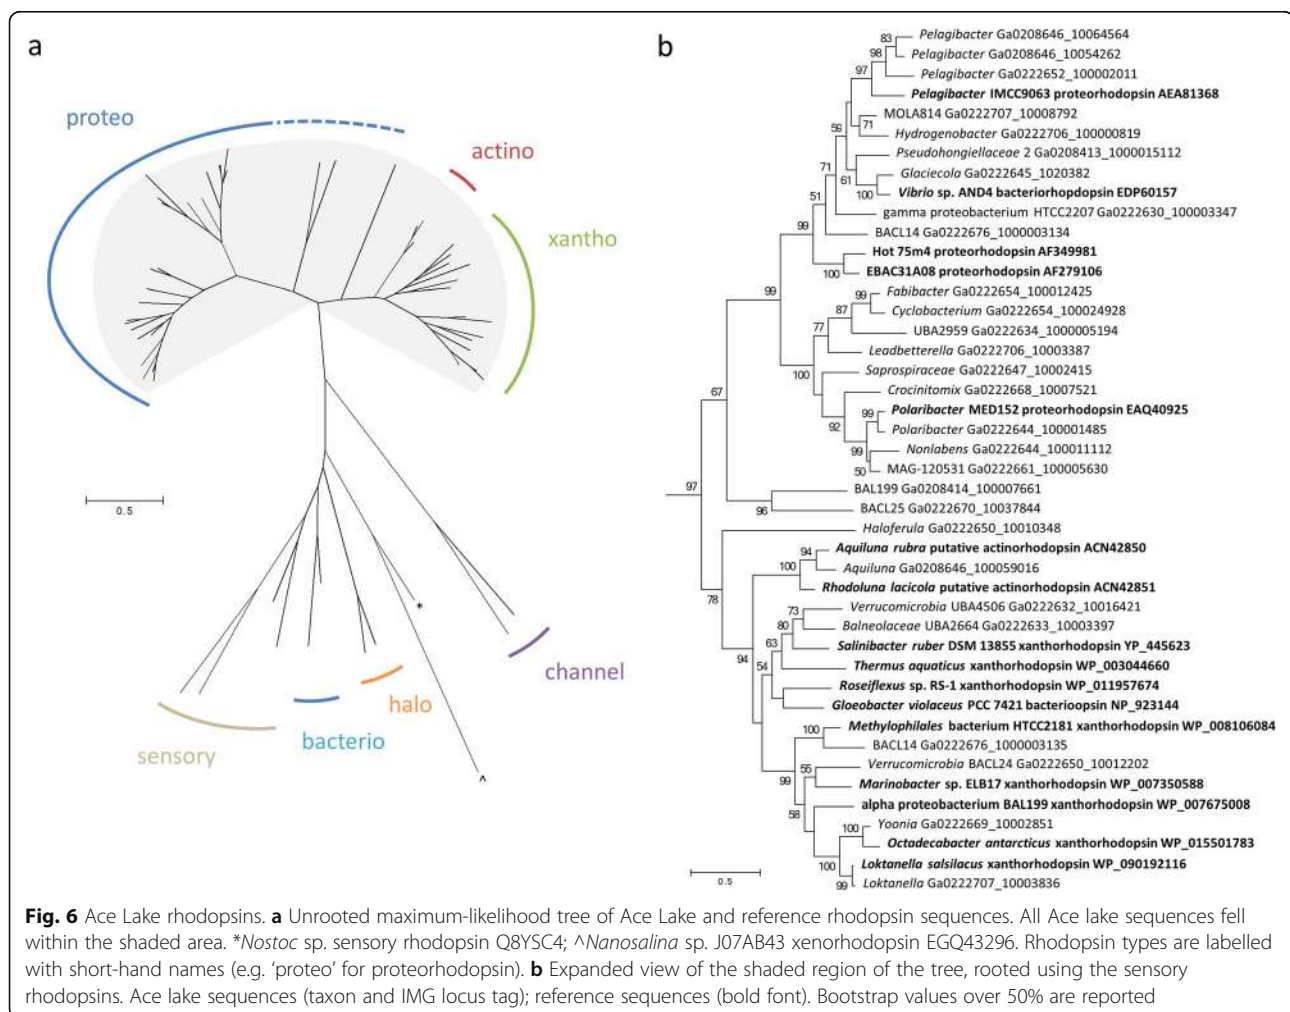 a
proteo
actino
xantho
0.5
*
channel
halo
bacterio
sensory
^
b
83
Pelagibacter Ga0208646_10064564
98
Pelagibacter Ga0208646_10054262
97
Pelagibacter Ga0222652_100002011
Pelagibacter IMCC9063 proteorhodopsin AEA81368
MOLA814 Ga0222707_10008792
59
71
Hydrogenobacter Ga0222706_100000819
Pseudohongiellaceae 2 Ga0208413_1000015112
71
Glaciecola Ga0222645_1020382
61
100
Vibrio sp. AND4 bacteriorhopdopsin EDP60157
51
gamma proteobacterium HTCC2207 Ga0222630_100003347
99
BACL14 Ga0222676_1000003134
Hot 75m4 proteorhodopsin AF349981
100
EBAC31A08 proteorhodopsin AF279106
99
99
Fabibacter Ga0222654_100012425
87
Cyclobacterium Ga0222654_100024928
77
UBA2959 Ga0222634_1000005194
Leadbetterella Ga0222706_10003387
100
Saprospiraceae Ga0222647_10002415
67
Crocinitomix Ga0222668_10007521
99
Polaribacter MED152 proteorhodopsin EAQ40925
92
Polaribacter Ga0222644_100001485
99
Nonlabens Ga0222644_100011112
50
MAG-120531 Ga0222661_100005630
97
BAL199 Ga0208414_100007661
96
BACL25 Ga0222670_10037844
Haloferula Ga0222650_10010348
94
Aquiluna rubra putative actinorhodopsin ACN42850
100
Aquiluna Ga0208646_100059016
78
Rhodoluna lacicola putative actinorhodopsin ACN42851
73
Verrucomicrobia UBA4506 Ga0222632_10016421
80
Balneolaceae UBA2664 Ga0222633_10003397
63
Salinibacter ruber DSM 13855 xanthorhodopsin YP_445623
94
54
Thermus aquaticus xanthorhodopsin WP_003044660
Roseiflexus sp. RS-1 xanthorhodopsin WP_011957674
Gloeobacter violaceus PCC 7421 bacterioopsin NP_923144
100
Methylophilales bacterium HTCC2181 xanthorhodopsin WP_008106084
BACL14 Ga0222676_1000003135
99
55
Verrucomicrobia BACL24 Ga0222650_10012202
Marinobacter sp. ELB17 xanthorhodopsin WP_007350588
58
alpha proteobacterium BAL199 xanthorhodopsin WP_007675008
100
Yoonia Ga0222669_10002851
Octadecabacter antarcticus xanthorhodopsin WP_015501783
100
Loktanella salsilacus xanthorhodopsin WP_090192116
99
Loktanella Ga0222707_10003836
0.5
Fig. 6 Ace Lake rhodopsins. a Unrooted maximum-likelihood tree of Ace Lake and reference rhodopsin sequences. All Ace lake sequences fell
within the shaded area. *Nostoc sp. sensory rhodopsin Q8YSC4; ^Nanosalina sp. J07AB43 xenorhodopsin EGQ43296. Rhodopsin types are labelled
with short-hand names (e.g. ‘proteo’ for proteorhodopsin). b Expanded view of the shaded region of the tree, rooted using the sensory
rhodopsins. Ace lake sequences (taxon and IMG locus tag); reference sequences (bold font). Bootstrap values over 50% are reported